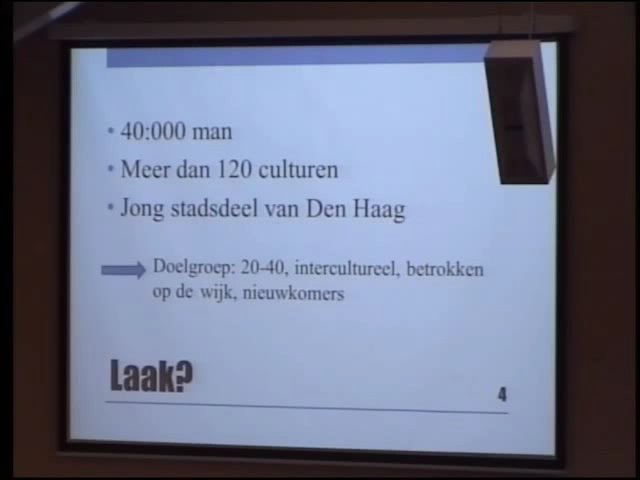 • 40:000 man
• Meer dan 120 culturen
• Jong stadsdeel van Den Haag
Doelgroep: 20-40, intercultureel, betrokken
op de wijk, nieuwkomers
Laak?
4